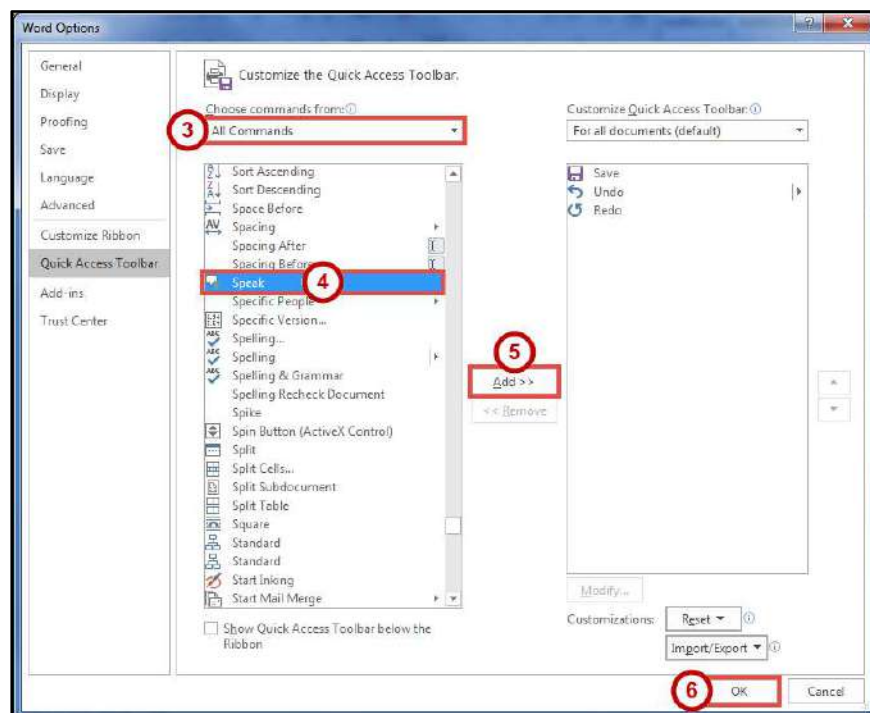 Word Options
General
Display
Proofing
Save
Language
Advanced
Customize Ribbon
Quick Access Toolbar
Add-ins
Trust Center
Customize the Quick Access Toolbar.
Choose commands from:
3
All Commands
Sort Ascending
Sort Descending
Space Before
Spacing
Spacing After
Spacing Before
Speak
4
Specific People
Specific Version...
Spelling...
Spelling
Spelling & Grammar
Spelling Recheck Document
Spike
Spin Button (ActiveX Control)
Split
Split Cells...
Split Subdocument
Split Table
Square
Standard
Standard
Start Inking
Start Mail Merge
Show Quick Access Toolbar below the
Ribbon
5
Add >>
<< Remove
Customize Quick Access Toolbar:
For all documents (default)
Save
Undo
Redo
Modify...
Customizations:
Reset
Import/Export
6
OK
Cancel